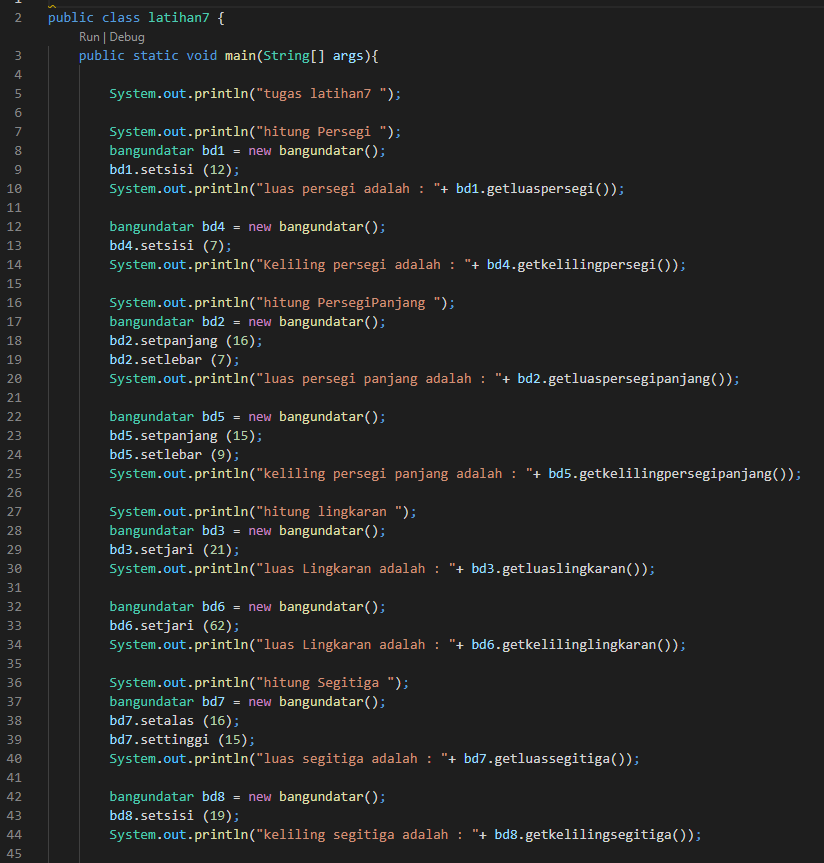 1
2 public class latihan7 {
Run | Debug
3 public static void main(String[] args){
4
5 System.out.println("tugas latihan7 ");
6
7 System.out.println("hitung Persegi ");
8 bangundatar bd1 = new bangundatar();
9 bd1.setsisi (12);
10 System.out.println("luas persegi adalah : "+ bd1.getluaspersegi());
11
12 bangundatar bd4 = new bangundatar();
13 bd4.setsisi (7);
14 System.out.println("Keliling persegi adalah : "+ bd4.getkelilingpersegi());
15
16 System.out.println("hitung PersegiPanjang ");
17 bangundatar bd2 = new bangundatar();
18 bd2.setpanjang (16);
19 bd2.setlebar (7);
20 System.out.println("luas persegi panjang adalah : "+ bd2.getluaspersegipanjang());
21
22 bangundatar bd5 = new bangundatar();
23 bd5.setpanjang (15);
24 bd5.setlebar (9);
25 System.out.println("keliling persegi panjang adalah : "+ bd5.getkelilingpersegipanjang());
26
27 System.out.println("hitung lingkaran ");
28 bangundatar bd3 = new bangundatar();
29 bd3.setjari (21);
30 System.out.println("luas Lingkaran adalah : "+ bd3.getluaslingkaran());
31
32 bangundatar bd6 = new bangundatar();
33 bd6.setjari (62);
34 System.out.println("luas Lingkaran adalah : "+ bd6.getkelilinglingkaran());
35
36 System.out.println("hitung Segitiga ");
37 bangundatar bd7 = new bangundatar();
38 bd7.setalas (16);
39 bd7.settinggi (15);
40 System.out.println("luas segitiga adalah : "+ bd7.getluassegitiga());
41
42 bangundatar bd8 = new bangundatar();
43 bd8.setsisi (19);
44 System.out.println("keliling segitiga adalah : "+ bd8.getkelilingsegitiga());
45